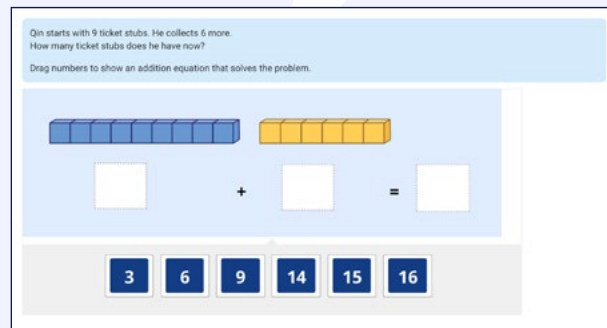 Qin starts with 9 ticket stubs. He collects 6 more.
How many ticket stubs does he have now?
Drag numbers to show an addition equation that solves the problem.
+ =
3 6 9 14 15 16